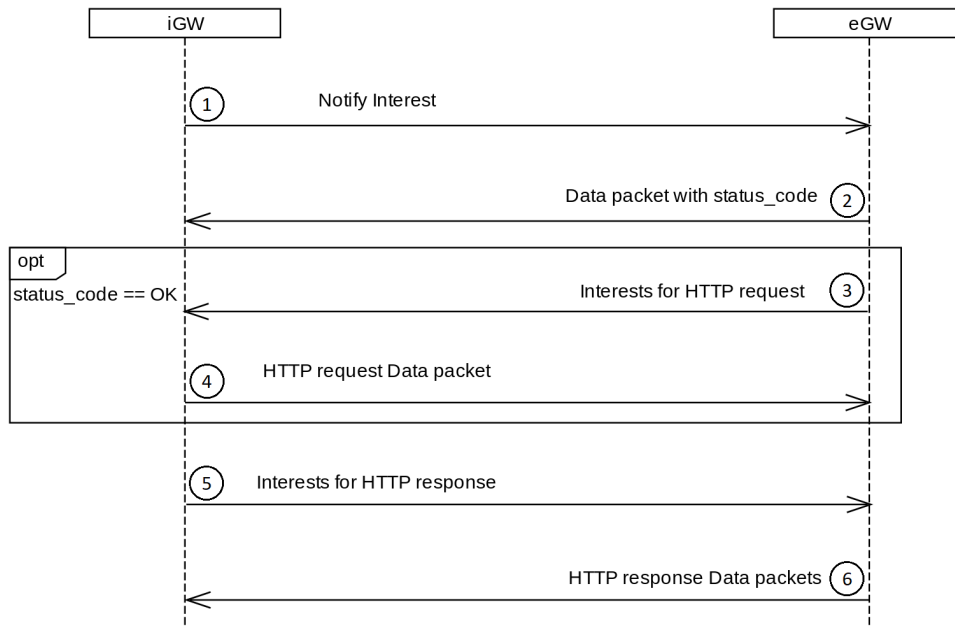 iGW
eGW
1
Notify Interest
Data packet with status_code
2
opt
status_code == OK
Interests for HTTP request
3
4
HTTP request Data packet
5
Interests for HTTP response
HTTP response Data packets
6